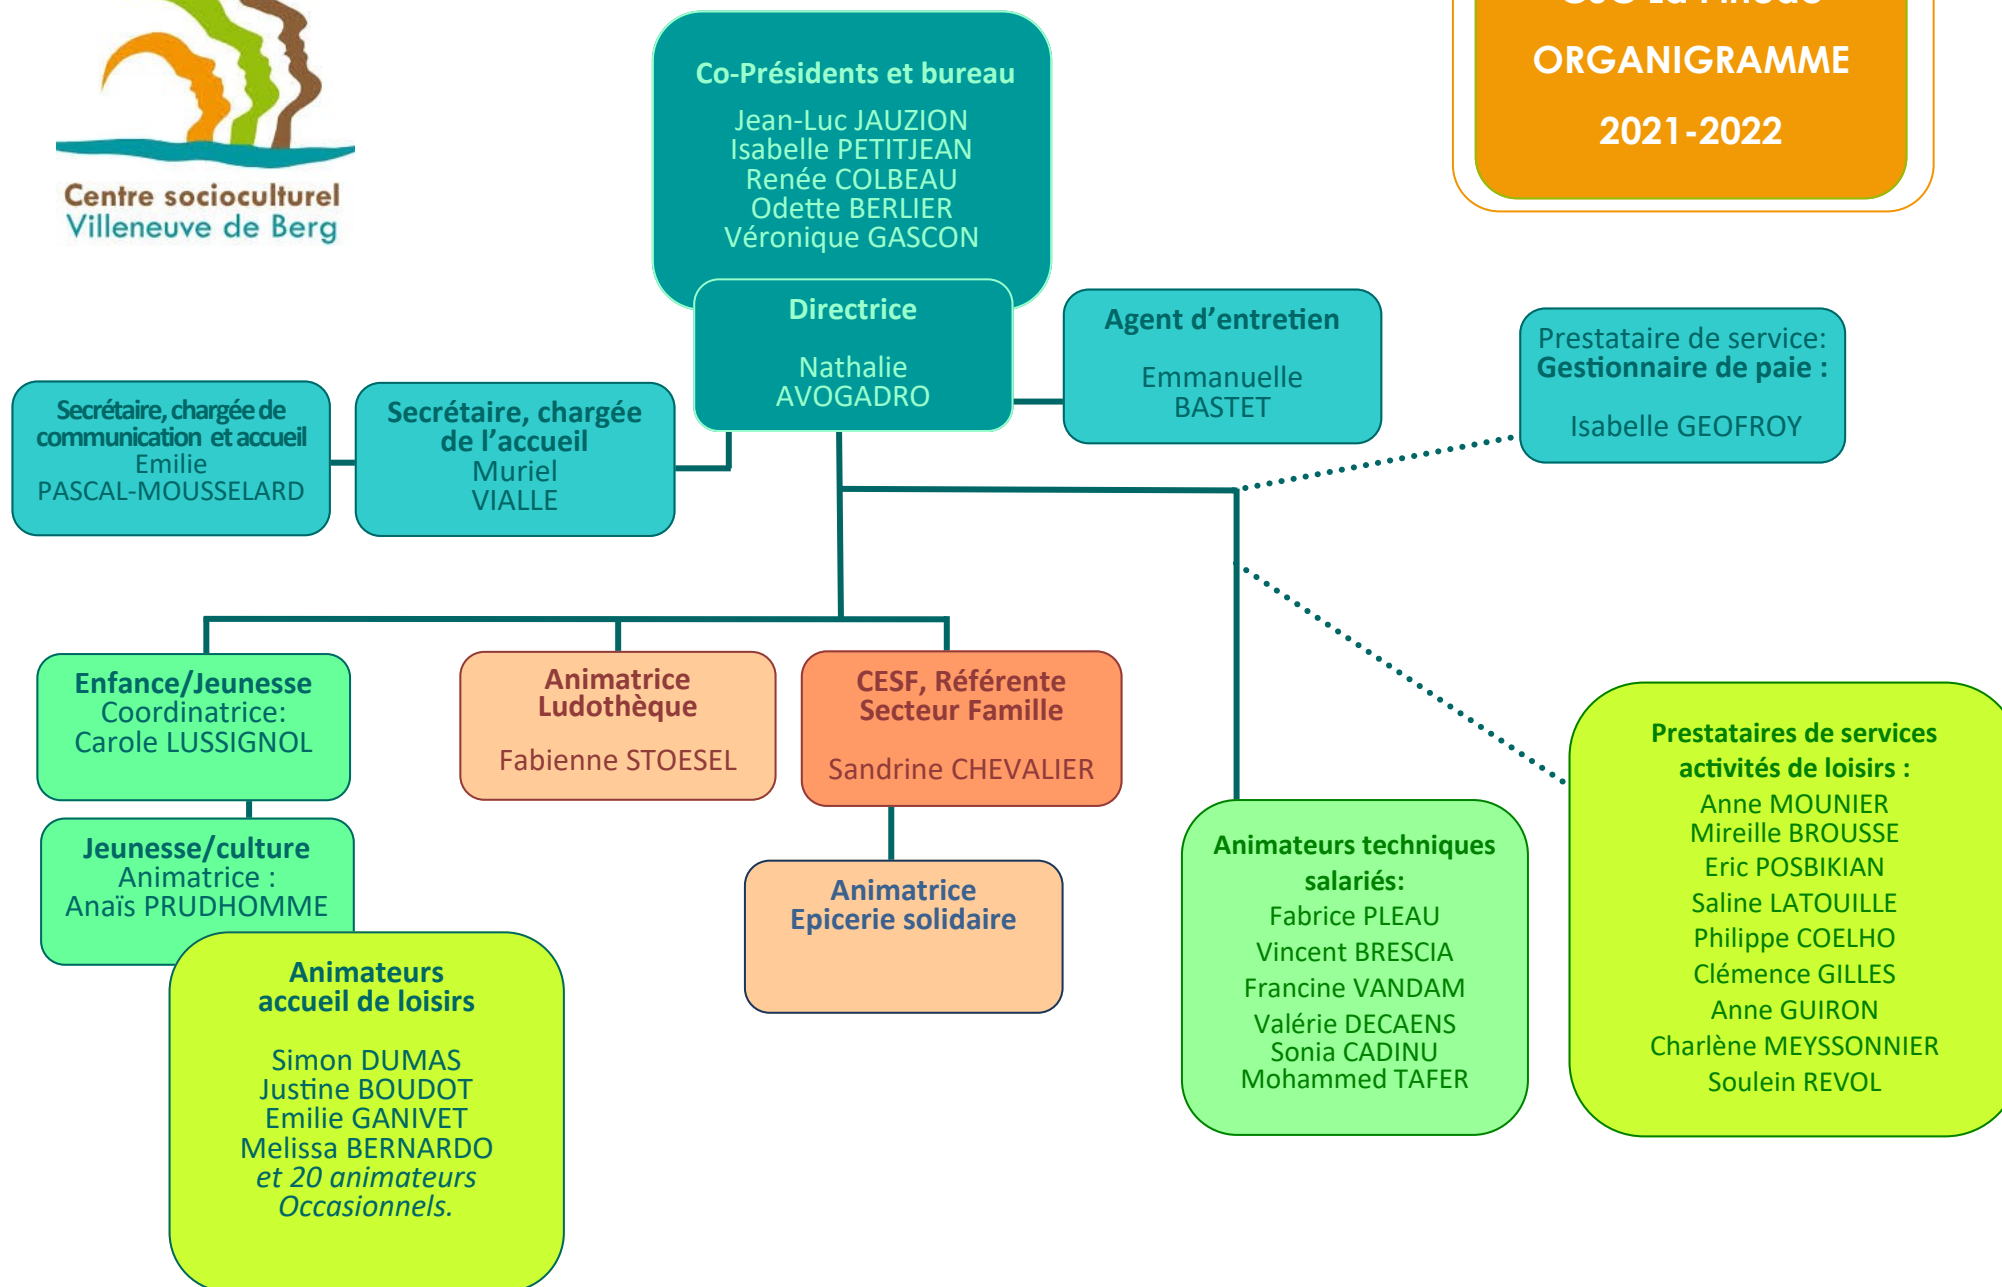 Centre socioculturel
Villeneuve de Berg
Co-Présidents et bureau
Jean-Luc JAUZION
Isabelle PETITJEAN
Renée COLBEAU
Odette BERLIER
Véronique GASCON
ORGANIGRAMME
2021-2022
Directrice
Nathalie
AVOGADRO
Agent d’entretien
Emmanuelle
BASTET
Prestataire de service:
Gestionnaire de paie :
Isabelle GEOFROY
Secrétaire, chargée de
communication et accueil
Emilie
PASCAL-MOUSSELARD
Secrétaire, chargée
de l’accueil
Muriel
VIALLE
Enfance/Jeunesse
Coordinatrice:
Carole LUSSIGNOL
Animatrice
Ludothèque
Fabienne STOESEL
CESF, Référente
Secteur Famille
Sandrine CHEVALIER
Jeunesse/culture
Animatrice :
Anaïs PRUDHOMME
Animatrice
Epicerie solidaire
Animateurs
accueil de loisirs
Simon DUMAS
Justine BOUDOT
Emilie GANIVET
Melissa BERNARDO
et 20 animateurs
Occasionnels.
Animateurs techniques
salariés:
Fabrice PLEAU
Vincent BRESCIA
Francine VANDAM
Valérie DECAENS
Sonia CADINU
Mohammed TAFER
Prestataires de services
activités de loisirs :
Anne MOUNIER
Mireille BROUSSE
Eric POSBIKIAN
Saline LATOUILLE
Philippe COELHO
Clémence GILLES
Anne GUIRON
Charlène MEYSSONNIER
Soulein REVOL